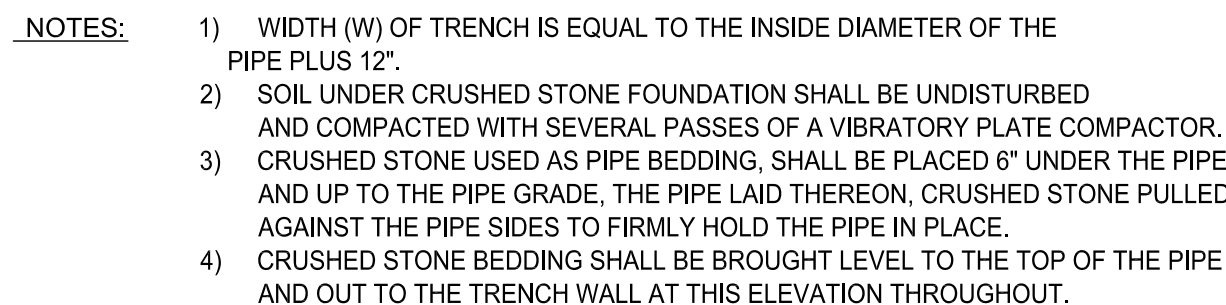 NOTES: 1) WIDTH (W) OF TRENCH IS EQUAL TO THE INSIDE DIAMETER OF THE
PIPE PLUS 12".
2) SOIL UNDER CRUSHED STONE FOUNDATION SHALL BE UNDISTURBED
AND COMPACTED WITH SEVERAL PASSES OF A VIBRATORY PLATE COMPACTOR.
3) CRUSHED STONE USED AS PIPE BEDDING, SHALL BE PLACED 6" UNDER THE PIPE
AND UP TO THE PIPE GRADE, THE PIPE LAID THEREON, CRUSHED STONE PULLED
AGAINST THE PIPE SIDES TO FIRMLY HOLD THE PIPE IN PLACE.
4) CRUSHED STONE BEDDING SHALL BE BROUGHT LEVEL TO THE TOP OF THE PIPE
AND OUT TO THE TRENCH WALL AT THIS ELEVATION THROUGHOUT.